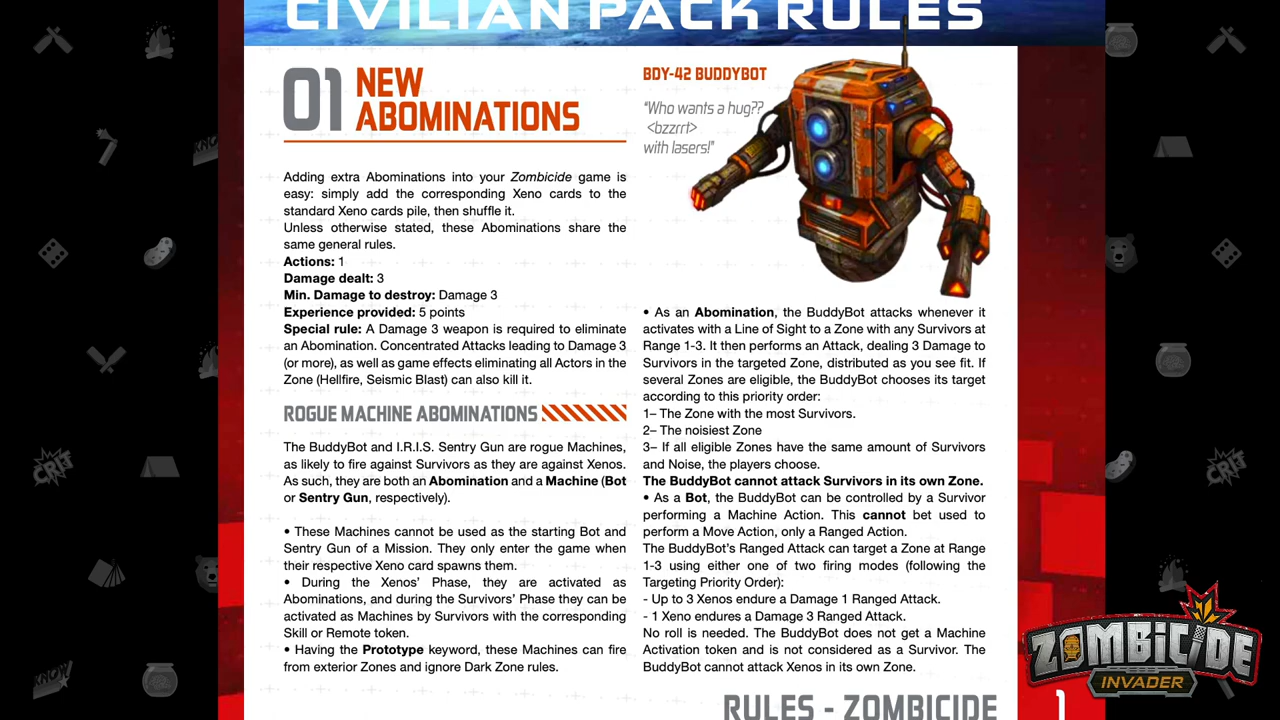 CIVILIAN PACK RULES
01 NEW
ABOMINATIONS
Adding extra Abominations into your Zombicide game is
easy: simply add the corresponding Xeno cards to the
standard Xeno cards pile, then shuffle it.
Unless otherwise stated, these Abominations share the
same general rules.
Actions: 1
Damage dealt: 3
Min. Damage to destroy: Damage 3
Experience provided: 5 points
Special rule: A Damage 3 weapon is required to eliminate
an Abomination. Concentrated Attacks leading to Damage 3
(or more), as well as game effects eliminating all Actors in the
Zone (Hellfire, Seismic Blast) can also kill it.
ROGUE MACHINE ABOMINATIONS
The BuddyBot and I.R.I.S. Sentry Gun are rogue Machines,
as likely to fire against Survivors as they are against Xenos.
As such, they are both an Abomination and a Machine (Bot
or Sentry Gun, respectively).
• These Machines cannot be used as the starting Bot and
Sentry Gun of a Mission. They only enter the game when
their respective Xeno card spawns them.
• During the Xenos' Phase, they are activated as
Abominations, and during the Survivors' Phase they can be
activated as Machines by Survivors with the corresponding
Skill or Remote token.
• Having the Prototype keyword, these Machines can fire
from exterior Zones and ignore Dark Zone rules.
BDY-42 BUDDYBOT
"Who wants a hug??
<bzzrrt>
with lasers!"
• As an Abomination, the BuddyBot attacks whenever it
activates with a Line of Sight to a Zone with any Survivors at
Range 1-3. It then performs an Attack, dealing 3 Damage to
Survivors in the targeted Zone, distributed as you see fit. If
several Zones are eligible, the BuddyBot chooses its target
according to this priority order:
1– The Zone with the most Survivors.
2– The noisiest Zone
3– If all eligible Zones have the same amount of Survivors
and Noise, the players choose.
The BuddyBot cannot attack Survivors in its own Zone.
• As a Bot, the BuddyBot can be controlled by a Survivor
performing a Machine Action. This cannot bet used to
perform a Move Action, only a Ranged Action.
The BuddyBot's Ranged Attack can target a Zone at Range
1-3 using either one of two firing modes (following the
Targeting Priority Order):
- Up to 3 Xenos endure a Damage 1 Ranged Attack.
- 1 Xeno endures a Damage 3 Ranged Attack.
No roll is needed. The BuddyBot does not get a Machine
Activation token and is not considered as a Survivor. The
BuddyBot cannot attack Xenos in its own Zone.
RULES - ZOMBICIDE
1
ZOMBICIDE
INVADER
CRIT
CRIT
KNOW
KNOW